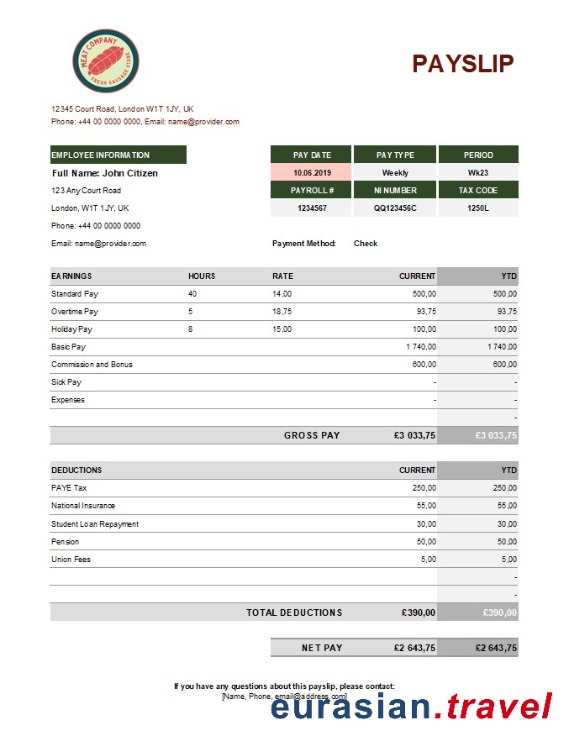 MEAT COMPANY
FRESH SAUSAGE STORE
PAYSLIP
12345 Court Road, London W1T 1JY, UK
Phone: +44 00 0000 0000, Email: name@provider.com
EMPLOYEE INFORMATION
PAY DATE PAY TYPE PERIOD
Full Name: John Citizen
10.06.2019 Weekly Wk23
123 Any Court Road
PAYROLL # NI NUMBER TAX CODE
London, W1T 1JY, UK
1234567 QQ123456C 1250L
Phone: +44 00 0000 0000
Email: name@provider.com
Payment Method: Check
EARNINGS HOURS RATE CURRENT YTD
Standard Pay 40 14,00 500,00 500,00
Overtime Pay 5 18,75 93,75 93,75
Holiday Pay 8 15,00 100,00 100,00
Basic Pay 1 740,00 1 740,00
Commission and Bonus 600,00 600,00
Sick Pay - -
Expenses - -
-
GROSS PAY £3 033,75 £3 033,75
DEDUCTIONS CURRENT YTD
PAYE Tax 250,00 250,00
National Insurance 55,00 55,00
Student Loan Repayment 30,00 30,00
Pension 50,00 50,00
Union Fees 5,00 5,00
-
-
TOTAL DEDUCTIONS £390,00 £390,00
NET PAY £2 643,75 £2 643,75
If you have any questions about this payslip, please contact:
[Name, Phone, email@address.com]
eurasian.travel